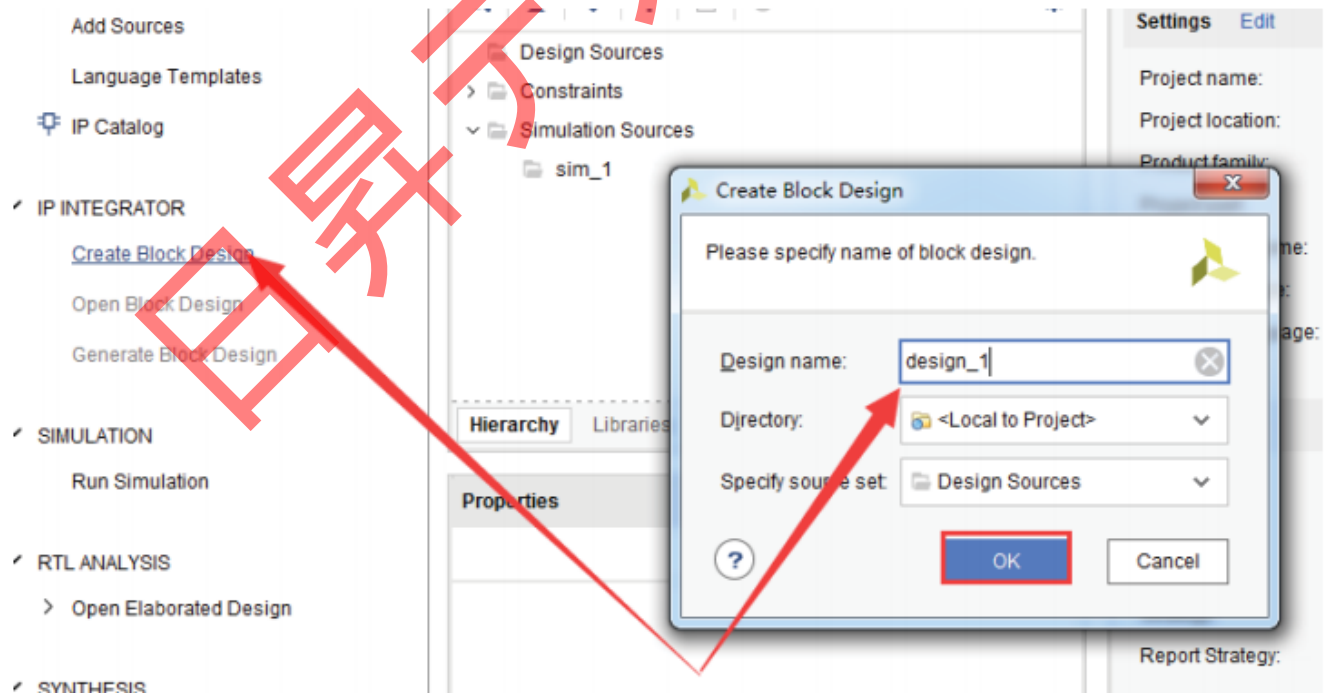 Add Sources
Language Templates
IP Catalog
IP INTEGRATOR
Create Block Design
Open Block Design
Generate Block Design
SIMULATION
Run Simulation
RTL ANALYSIS
Open Elaborated Design
SYNTHESIS
Design Sources
Constraints
Simulation Sources
sim_1
Hierarchy Libraries
Properties
Settings Edit
Project name:
Project location:
Product family:
Create Block Design
Please specify name of block design.
Design name: design_1
Directory: <Local to Project>
Specify source set: Design Sources
? OK Cancel
Report Strategy:
日昇